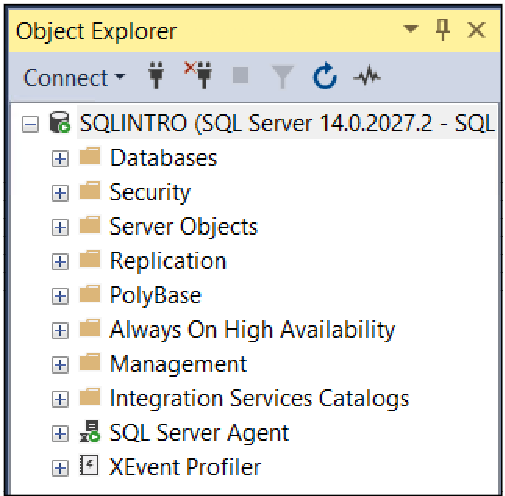 Object Explorer
Connect
SQLINTRO (SQL Server 14.0.2027.2 - SQL
Databases
Security
Server Objects
Replication
PolyBase
Always On High Availability
Management
Integration Services Catalogs
SQL Server Agent
XEvent Profiler